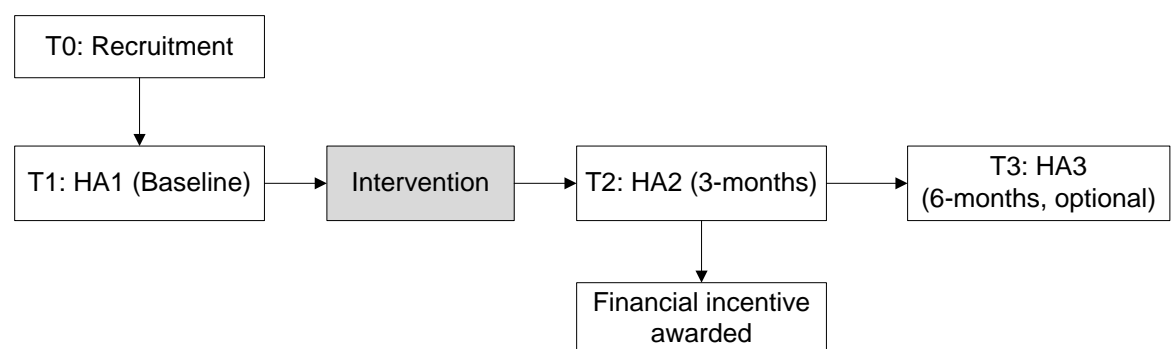 T0: Recruitment
T1: HA1 (Baseline)
Intervention
T2: HA2 (3-months)
T3: HA3
(6-months, optional)
Financial incentive
awarded